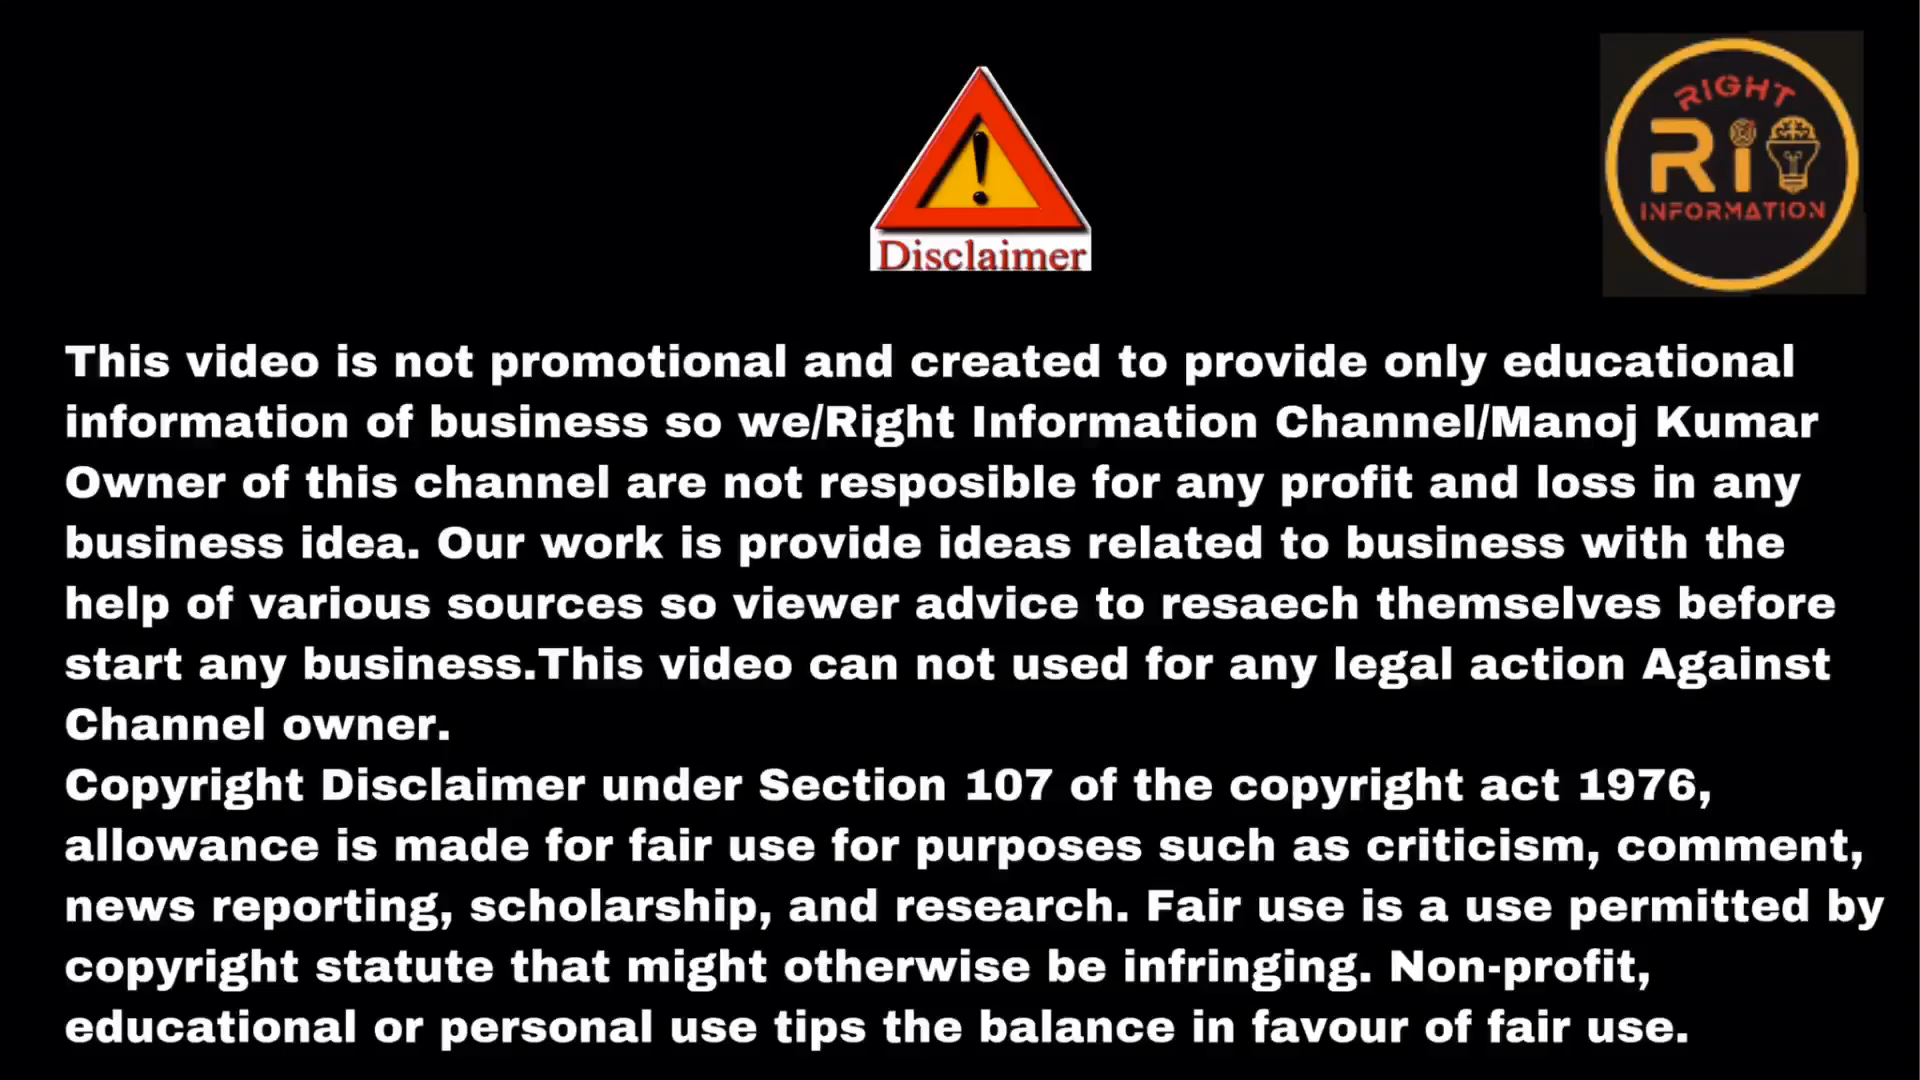 RIGHT
Ri
INFORMATION
Disclaimer
This video is not promotional and created to provide only educational
information of business so we/Right Information Channel/Manoj Kumar
Owner of this channel are not resposible for any profit and loss in any
business idea. Our work is provide ideas related to business with the
help of various sources so viewer advice to resaech themselves before
start any business.This video can not used for any legal action Against
Channel owner.
Copyright Disclaimer under Section 107 of the copyright act 1976,
allowance is made for fair use for purposes such as criticism, comment,
news reporting, scholarship, and research. Fair use is a use permitted by
copyright statute that might otherwise be infringing. Non-profit,
educational or personal use tips the balance in favour of fair use.